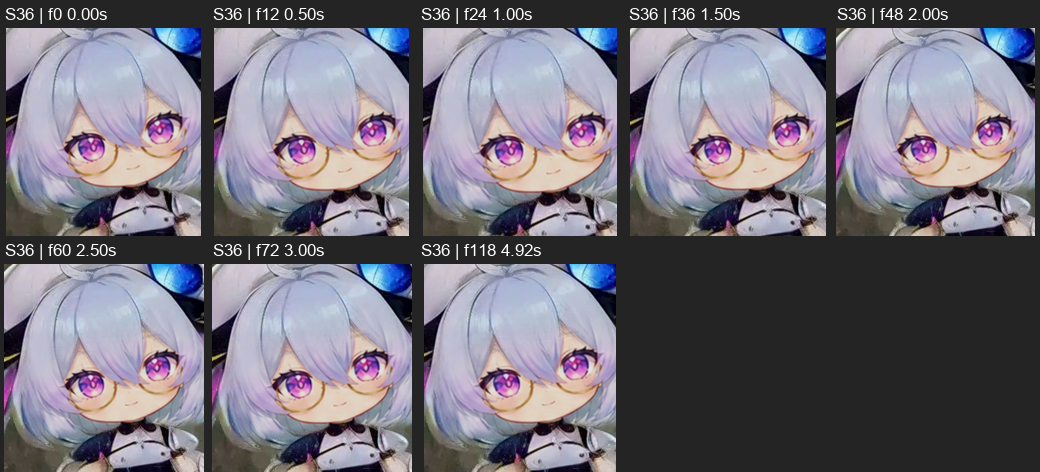 S36 | f0 0.00s
S36 | f12 0.50s
S36 | f24 1.00s
S36 | f36 1.50s
S36 | f48 2.00s
S36 | f60 2.50s
S36 | f72 3.00s
S36 | f118 4.92s